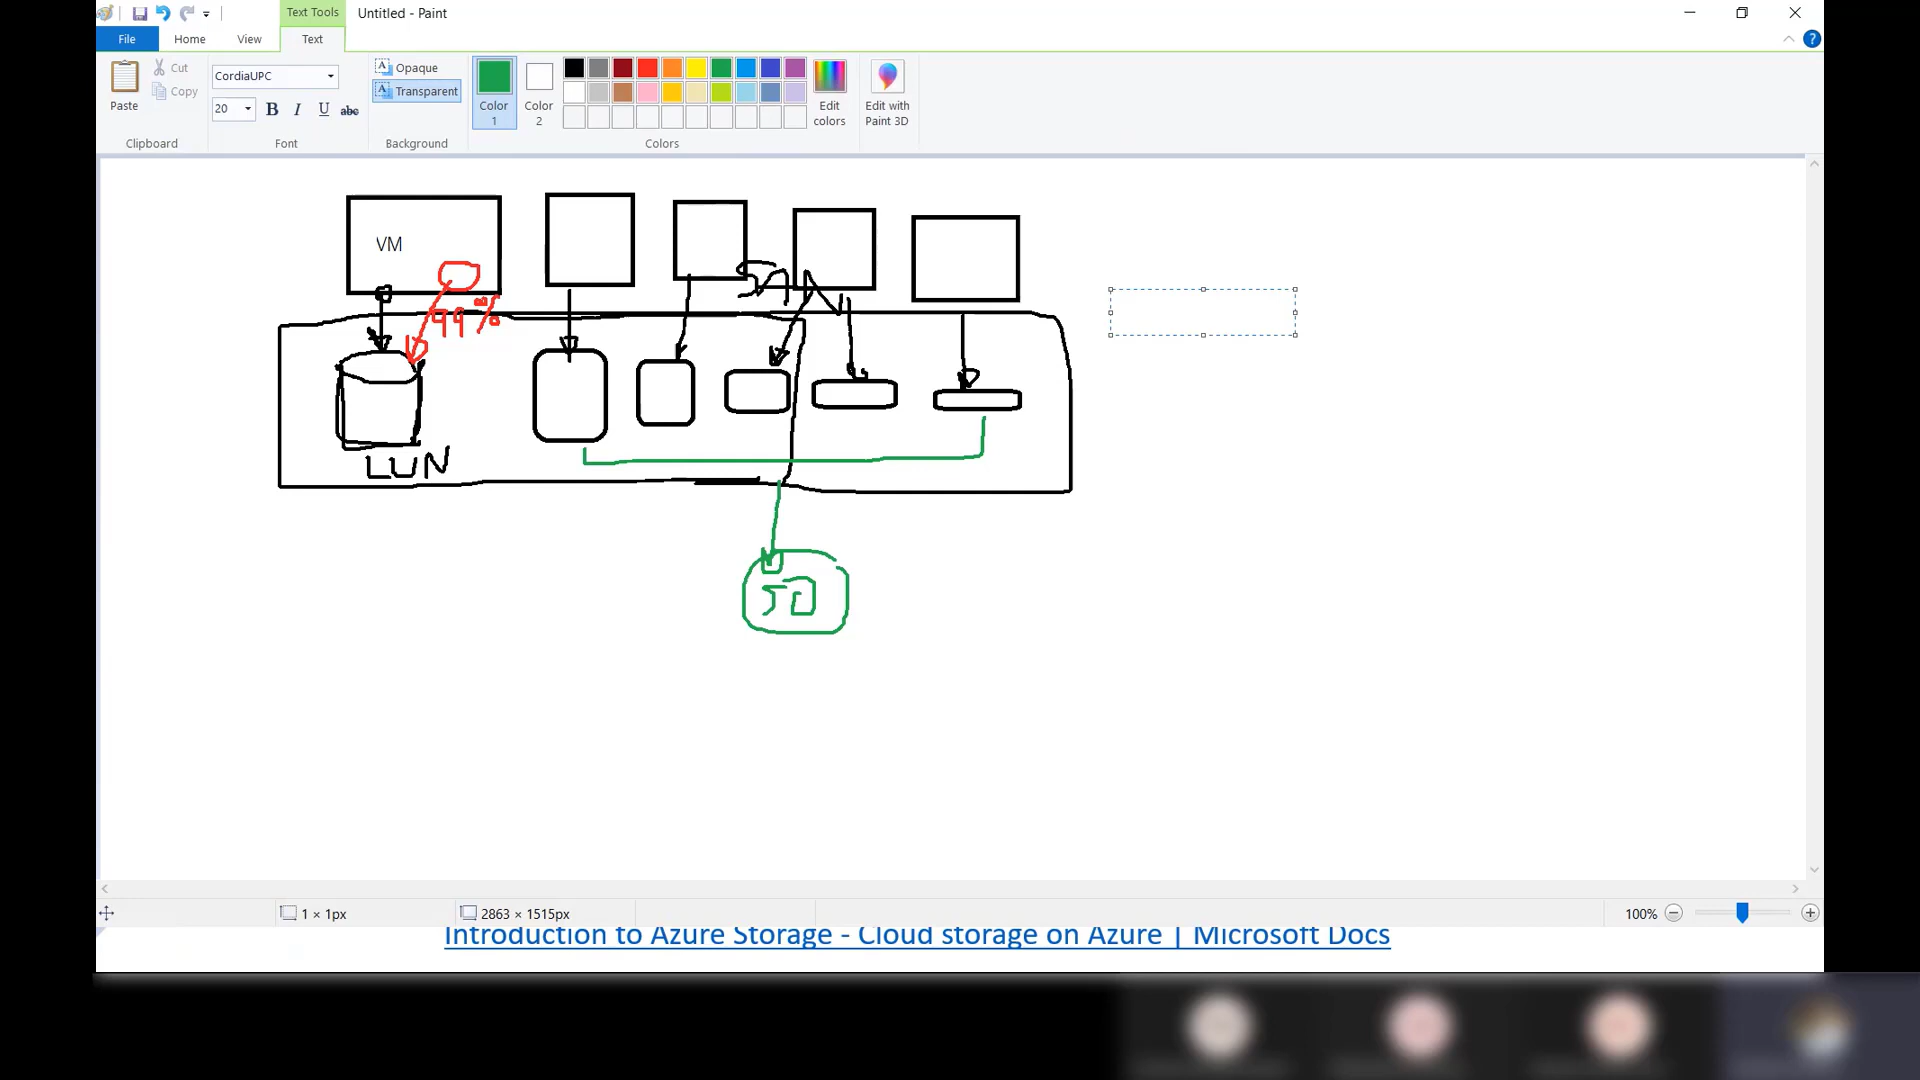 Text Tools
Untitled - Paint
File
Home
View
Text
Paste
Cut
Copy
Clipboard
CordiaUPC
20
B
I
U
abc
Font
A
Opaque
A
Transparent
Background
Color
1
Color
2
Edit
colors
Colors
Edit with
Paint 3D
?
VM
99%
LUN
1 × 1px
2863 × 1515px
100%
Introduction to Azure Storage - Cloud storage on Azure | Microsoft Docs